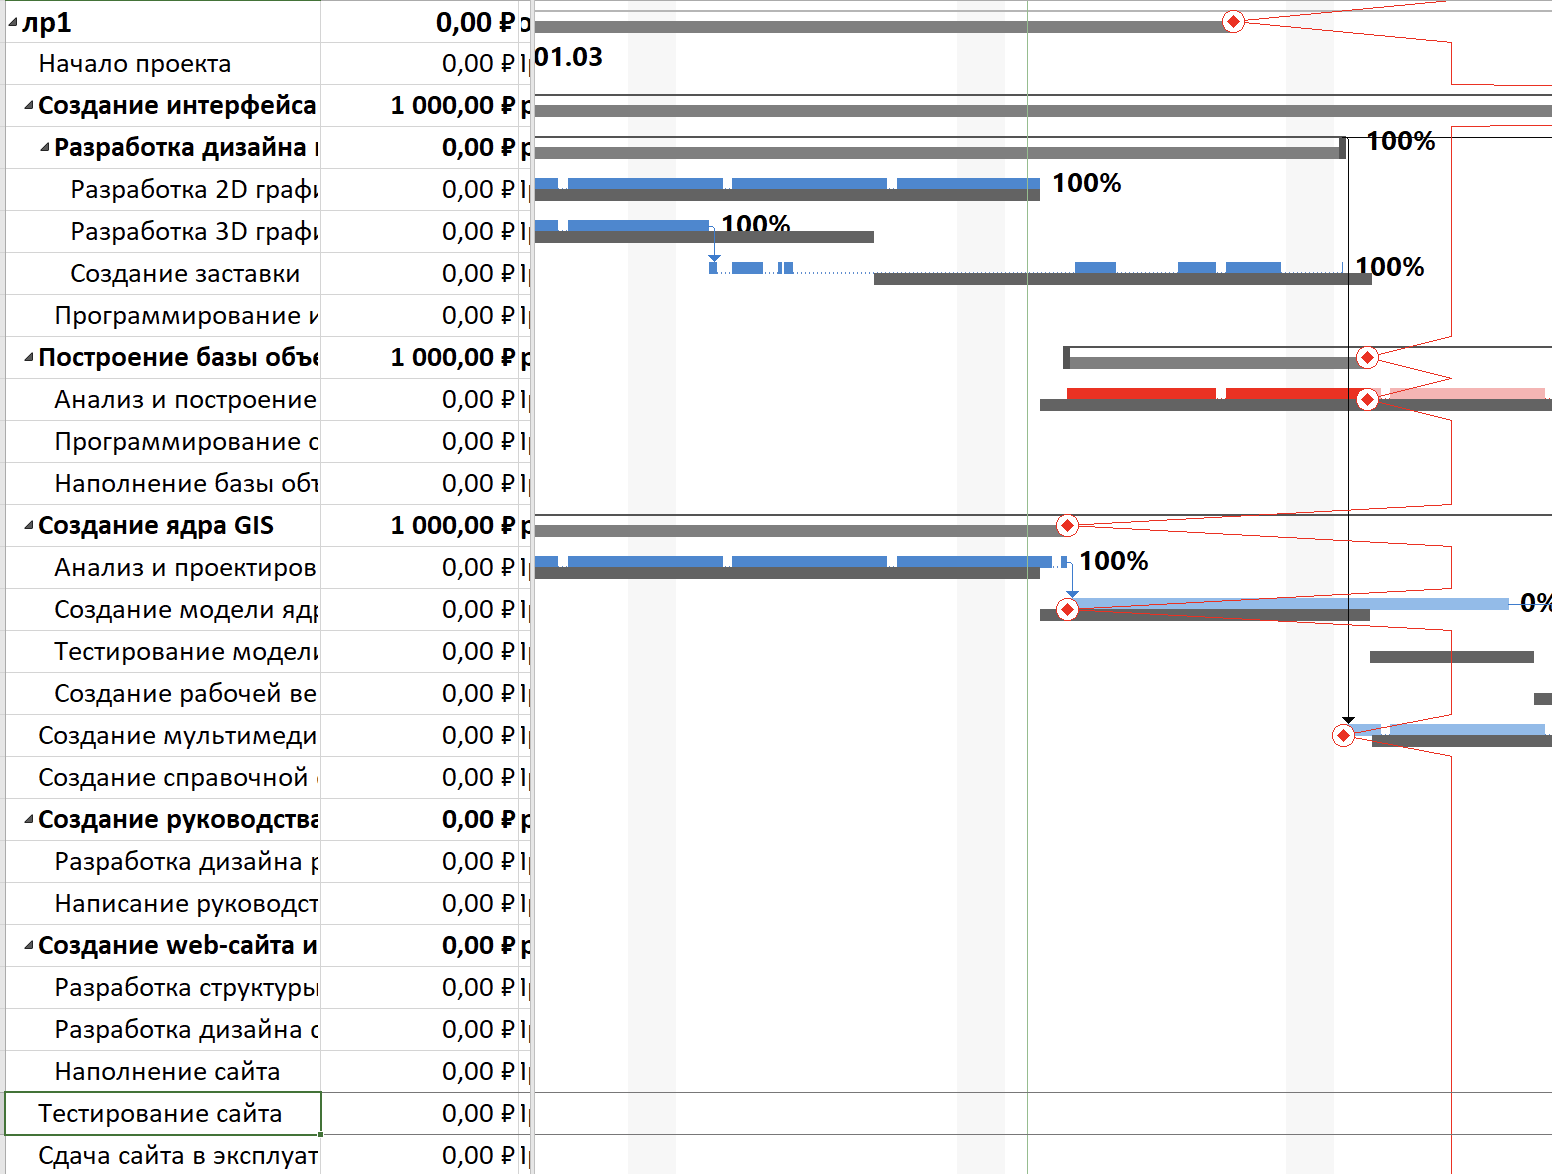 лр1 0,00 ₽
01.03
Начало проекта 0,00 ₽
Создание интерфейса 1 000,00 ₽
Разработка дизайна 0,00 ₽ 100%
Разработка 2D графи 0,00 ₽ 100%
Разработка 3D графи 0,00 ₽ 100%
Создание заставки 0,00 ₽ 100%
Программирование и 0,00 ₽
Построение базы объе 1 000,00 ₽
Анализ и построение 0,00 ₽
Программирование с 0,00 ₽
Наполнение базы объ 0,00 ₽
Создание ядра GIS 1 000,00 ₽
Анализ и проектиров 0,00 ₽ 100%
Создание модели ядр 0,00 ₽ 0%
Тестирование модели 0,00 ₽
Создание рабочей ве 0,00 ₽
Создание мультимеди 0,00 ₽
Создание справочной 0,00 ₽
Создание руководства 0,00 ₽
Разработка дизайна р 0,00 ₽
Написание руководст 0,00 ₽
Создание web-сайта и 0,00 ₽
Разработка структуры 0,00 ₽
Разработка дизайна с 0,00 ₽
Наполнение сайта 0,00 ₽
Тестирование сайта 0,00 ₽
Сдача сайта в эксплуат 0,00 ₽